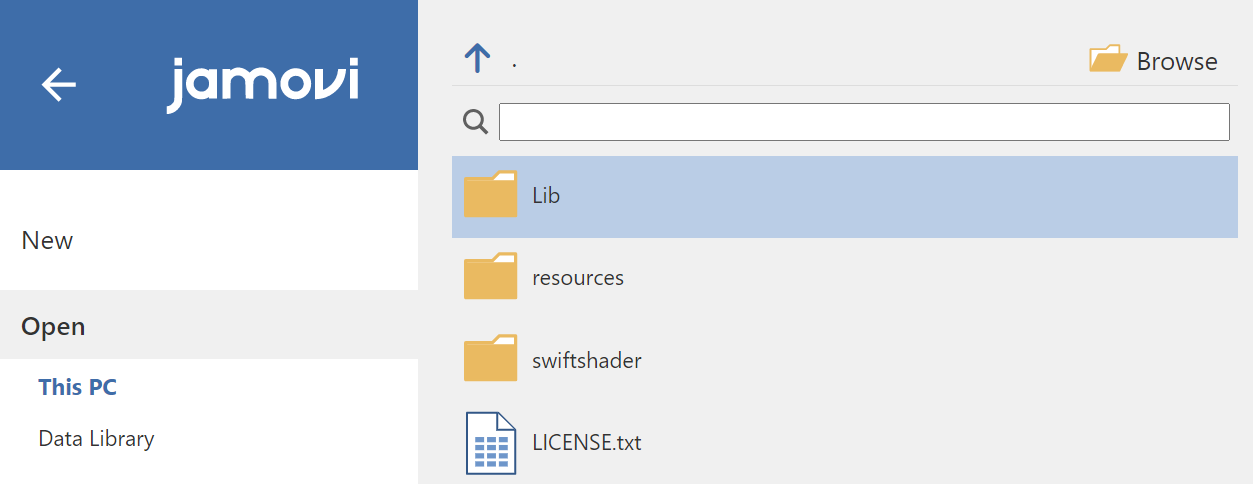 jamovi
New
Open
This PC
Data Library
.
Browse
Lib
resources
swiftshader
LICENSE.txt